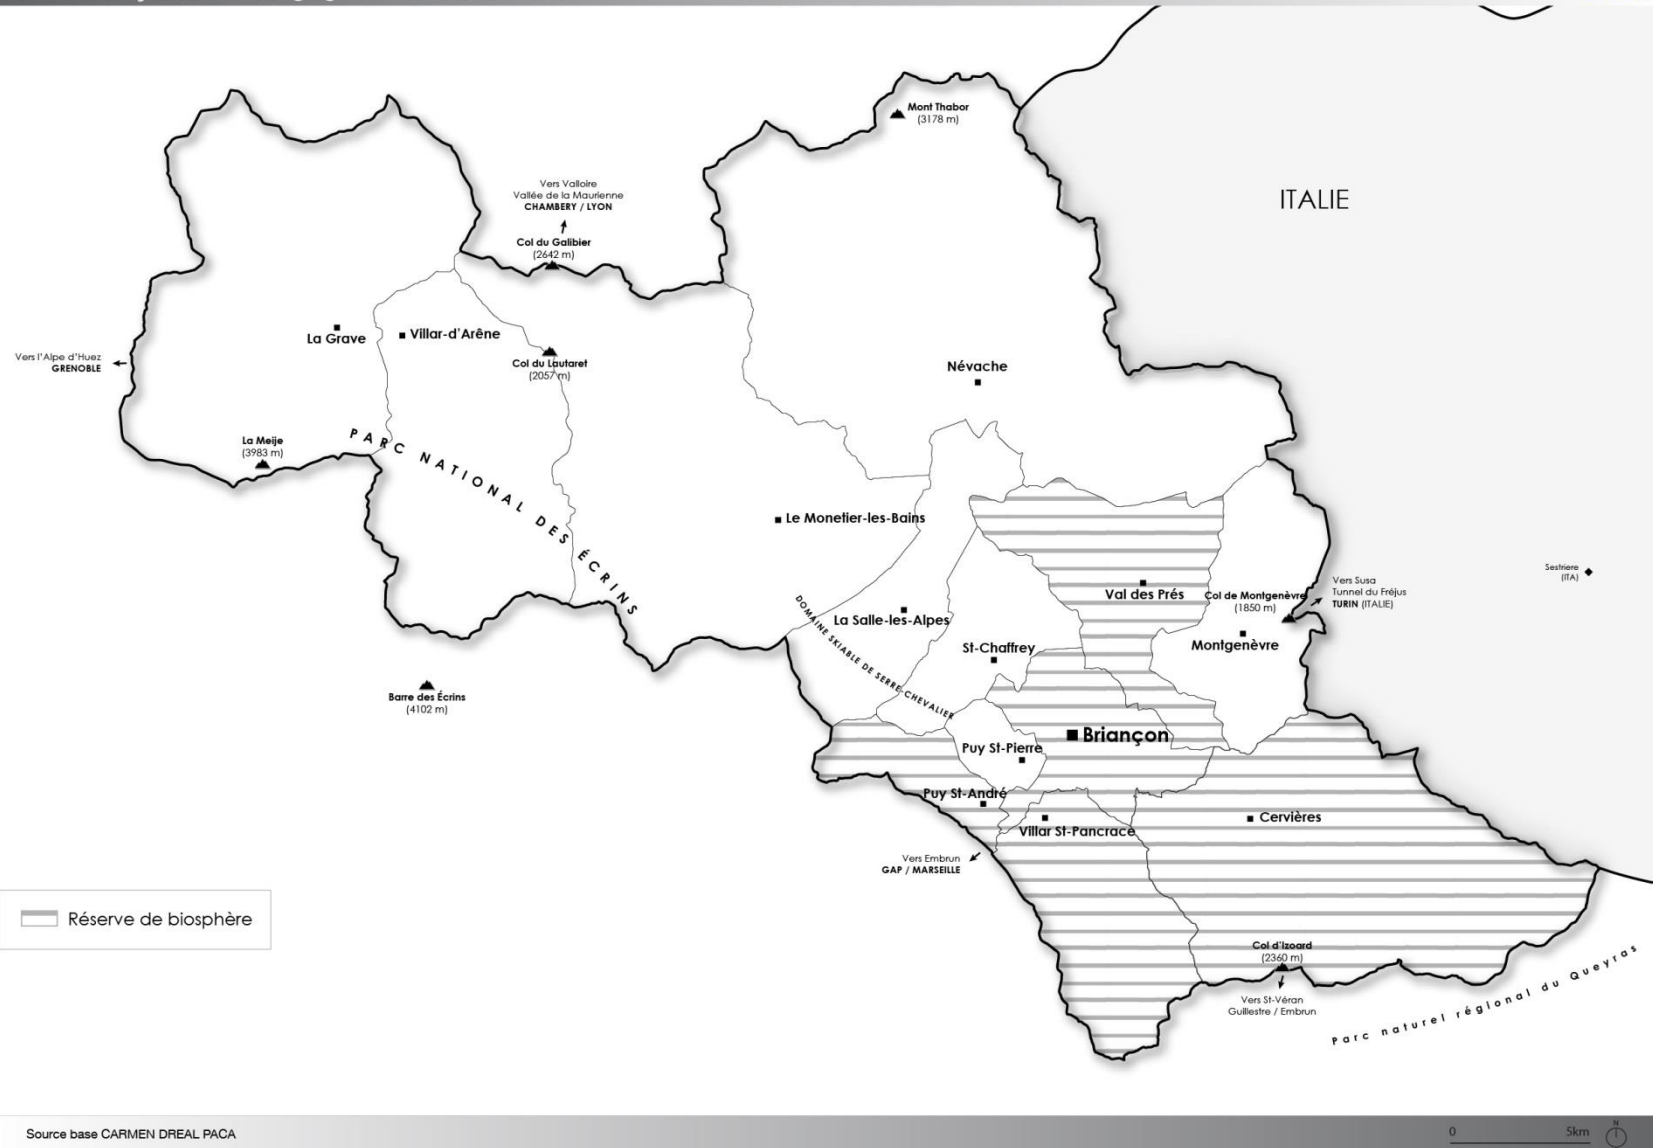 Mont Thabor
(3178 m)
ITALIE
Vers Valloire
Vallée de la Maurienne
CHAMBERY / LYON
Col du Galibier
(2642 m)
La Grave
Villar-d'Arêne
Vers l'Alpe d'Huez
GRENOBLE
Col du Lautaret
(2057 m)
Névache
La Meije
(3983 m)
PARC NATIONAL DES ÉCRINS
Le Monetier-les-Bains
Sestriere
(ITA)
Vers Susa
Tunnel du Fréjus
TURIN (ITALIE)
Val des Prés
Col de Montgenèvre
(1850 m)
DOMAINE SKIABLE DE SERRE-CHEVALIER
La Salle-les-Alpes
St-Chaffrey
Montgenèvre
Barre des Écrins
(4102 m)
Briançon
Puy St-Pierre
Puy St-André
Villar St-Pancrace
Cervières
Vers Embrun
GAP / MARSEILLE
Réserve de biosphère
Col d'Izoard
(2360 m)
Vers St-Véran
Guillestre / Embrun
Parc naturel régional du Queyras
Source base CARMEN DREAL PACA
0 5km
N